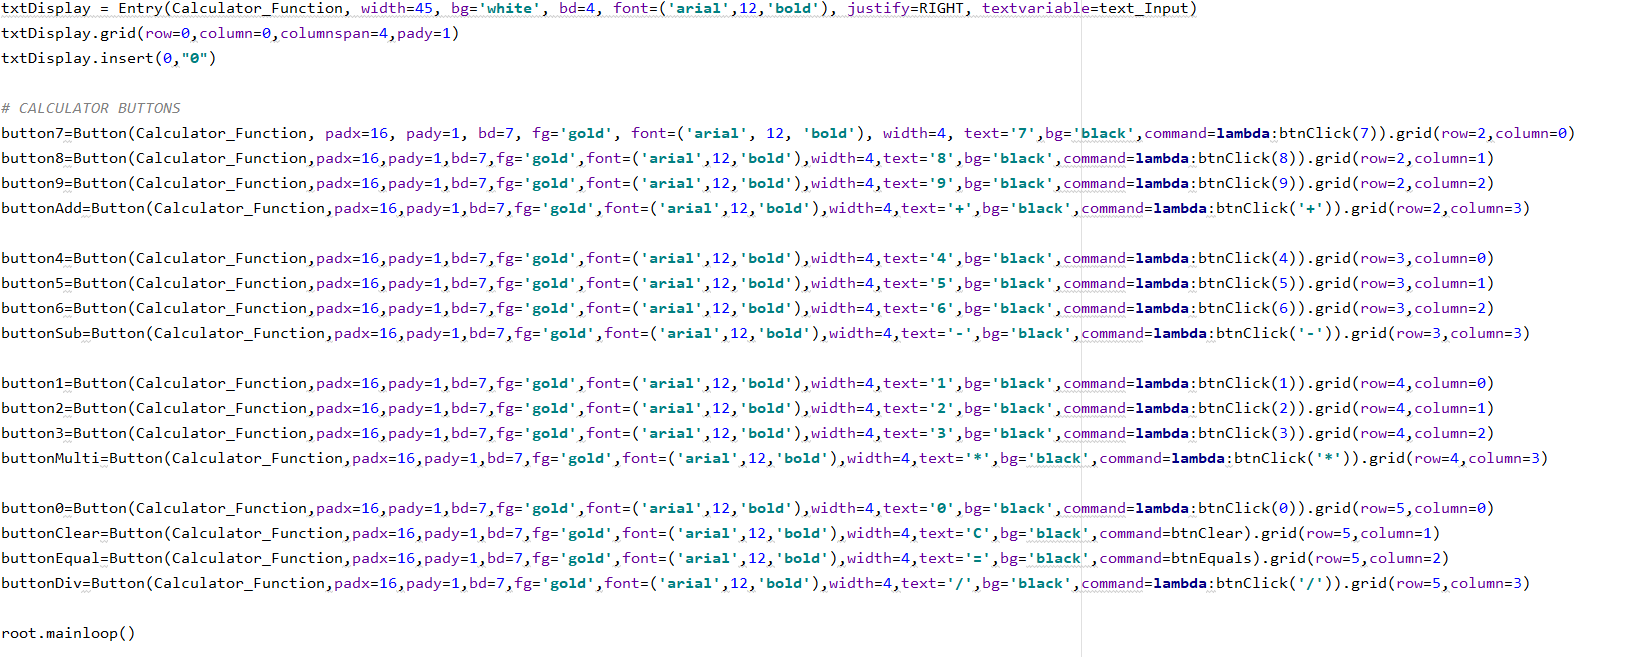 txtDisplay = Entry(Calculator_Function, width=45, bg='white', bd=4, font=('arial',12,'bold'), justify=RIGHT, textvariable=text_Input)
txtDisplay.grid(row=0,column=0,columnspan=4,pady=1)
txtDisplay.insert(0,"0")
# CALCULATOR BUTTONS
button7=Button(Calculator_Function, padx=16, pady=1, bd=7, fg='gold', font=('arial', 12, 'bold'), width=4, text='7',bg='black',command=lambda:btnClick(7)).grid(row=2,column=0)
button8=Button(Calculator_Function,padx=16,pady=1,bd=7,fg='gold',font=('arial',12,'bold'),width=4,text='8',bg='black',command=lambda:btnClick(8)).grid(row=2,column=1)
button9=Button(Calculator_Function,padx=16,pady=1,bd=7,fg='gold',font=('arial',12,'bold'),width=4,text='9',bg='black',command=lambda:btnClick(9)).grid(row=2,column=2)
buttonAdd=Button(Calculator_Function,padx=16,pady=1,bd=7,fg='gold',font=('arial',12,'bold'),width=4,text='+',bg='black',command=lambda:btnClick('+')).grid(row=2,column=3)
button4=Button(Calculator_Function,padx=16,pady=1,bd=7,fg='gold',font=('arial',12,'bold'),width=4,text='4',bg='black',command=lambda:btnClick(4)).grid(row=3,column=0)
button5=Button(Calculator_Function,padx=16,pady=1,bd=7,fg='gold',font=('arial',12,'bold'),width=4,text='5',bg='black',command=lambda:btnClick(5)).grid(row=3,column=1)
button6=Button(Calculator_Function,padx=16,pady=1,bd=7,fg='gold',font=('arial',12,'bold'),width=4,text='6',bg='black',command=lambda:btnClick(6)).grid(row=3,column=2)
buttonSub=Button(Calculator_Function,padx=16,pady=1,bd=7,fg='gold',font=('arial',12,'bold'),width=4,text='-',bg='black',command=lambda:btnClick('-')).grid(row=3,column=3)
button1=Button(Calculator_Function,padx=16,pady=1,bd=7,fg='gold',font=('arial',12,'bold'),width=4,text='1',bg='black',command=lambda:btnClick(1)).grid(row=4,column=0)
button2=Button(Calculator_Function,padx=16,pady=1,bd=7,fg='gold',font=('arial',12,'bold'),width=4,text='2',bg='black',command=lambda:btnClick(2)).grid(row=4,column=1)
button3=Button(Calculator_Function,padx=16,pady=1,bd=7,fg='gold',font=('arial',12,'bold'),width=4,text='3',bg='black',command=lambda:btnClick(3)).grid(row=4,column=2)
buttonMulti=Button(Calculator_Function,padx=16,pady=1,bd=7,fg='gold',font=('arial',12,'bold'),width=4,text='*',bg='black',command=lambda:btnClick('*')).grid(row=4,column=3)
button0=Button(Calculator_Function,padx=16,pady=1,bd=7,fg='gold',font=('arial',12,'bold'),width=4,text='0',bg='black',command=lambda:btnClick(0)).grid(row=5,column=0)
buttonClear=Button(Calculator_Function,padx=16,pady=1,bd=7,fg='gold',font=('arial',12,'bold'),width=4,text='C',bg='black',command=btnClear).grid(row=5,column=1)
buttonEqual=Button(Calculator_Function,padx=16,pady=1,bd=7,fg='gold',font=('arial',12,'bold'),width=4,text='=',bg='black',command=btnEquals).grid(row=5,column=2)
buttonDiv=Button(Calculator_Function,padx=16,pady=1,bd=7,fg='gold',font=('arial',12,'bold'),width=4,text='/',bg='black',command=lambda:btnClick('/')).grid(row=5,column=3)
root.mainloop()